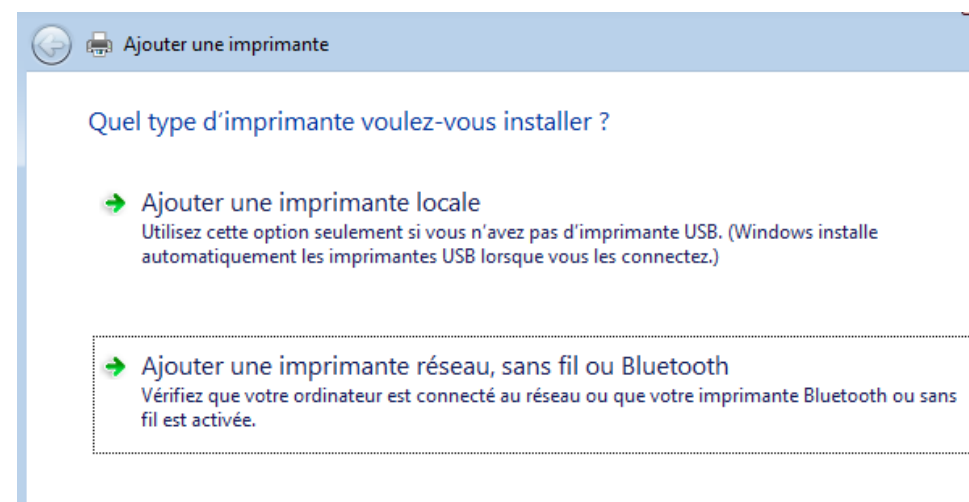 Ajouter une imprimante
Quel type d'imprimante voulez-vous installer ?
Ajouter une imprimante locale
Utilisez cette option seulement si vous n'avez pas d'imprimante USB. (Windows installe
automatiquement les imprimantes USB lorsque vous les connectez.)
Ajouter une imprimante réseau, sans fil ou Bluetooth
Vérifiez que votre ordinateur est connecté au réseau ou que votre imprimante Bluetooth ou sans
fil est activée.